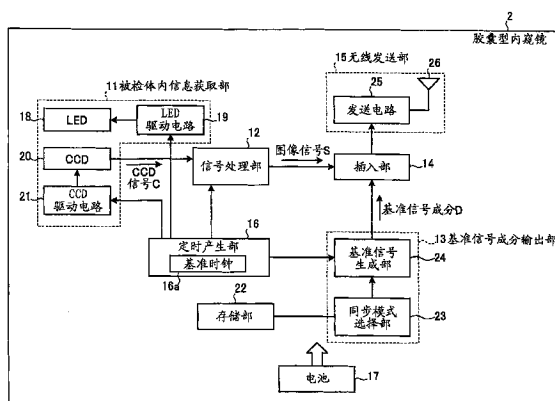 2
胶囊型内窥镜
15无线发送部
26
25
发送电路
11被检体内信息获取部
18
LED
LED
驱动电路
19
12
信号处理部
图像信号S
插入部
14
20
CCD
CCD
信号C
21
CCD
驱动电路
基准信号成分D
16
定时产生部
基准时钟
16a
13基准信号成分输出部
基准信号
生成部
24
22
存储部
同步模式
选择部
23
电池
17